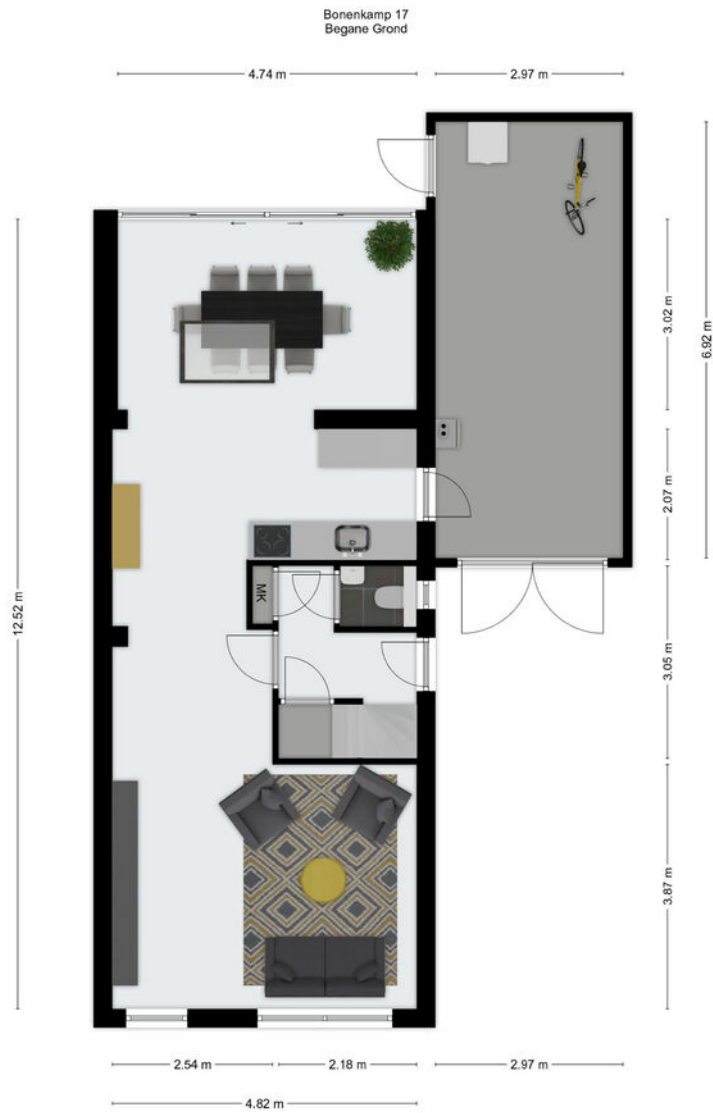 Bonenkamp 17
Begane Grond
4.74 m
2.97 m
3.02 m
6.92 m
2.07 m
12.52 m
MK
3.05 m
3.87 m
2.54 m
2.18 m
2.97 m
4.82 m